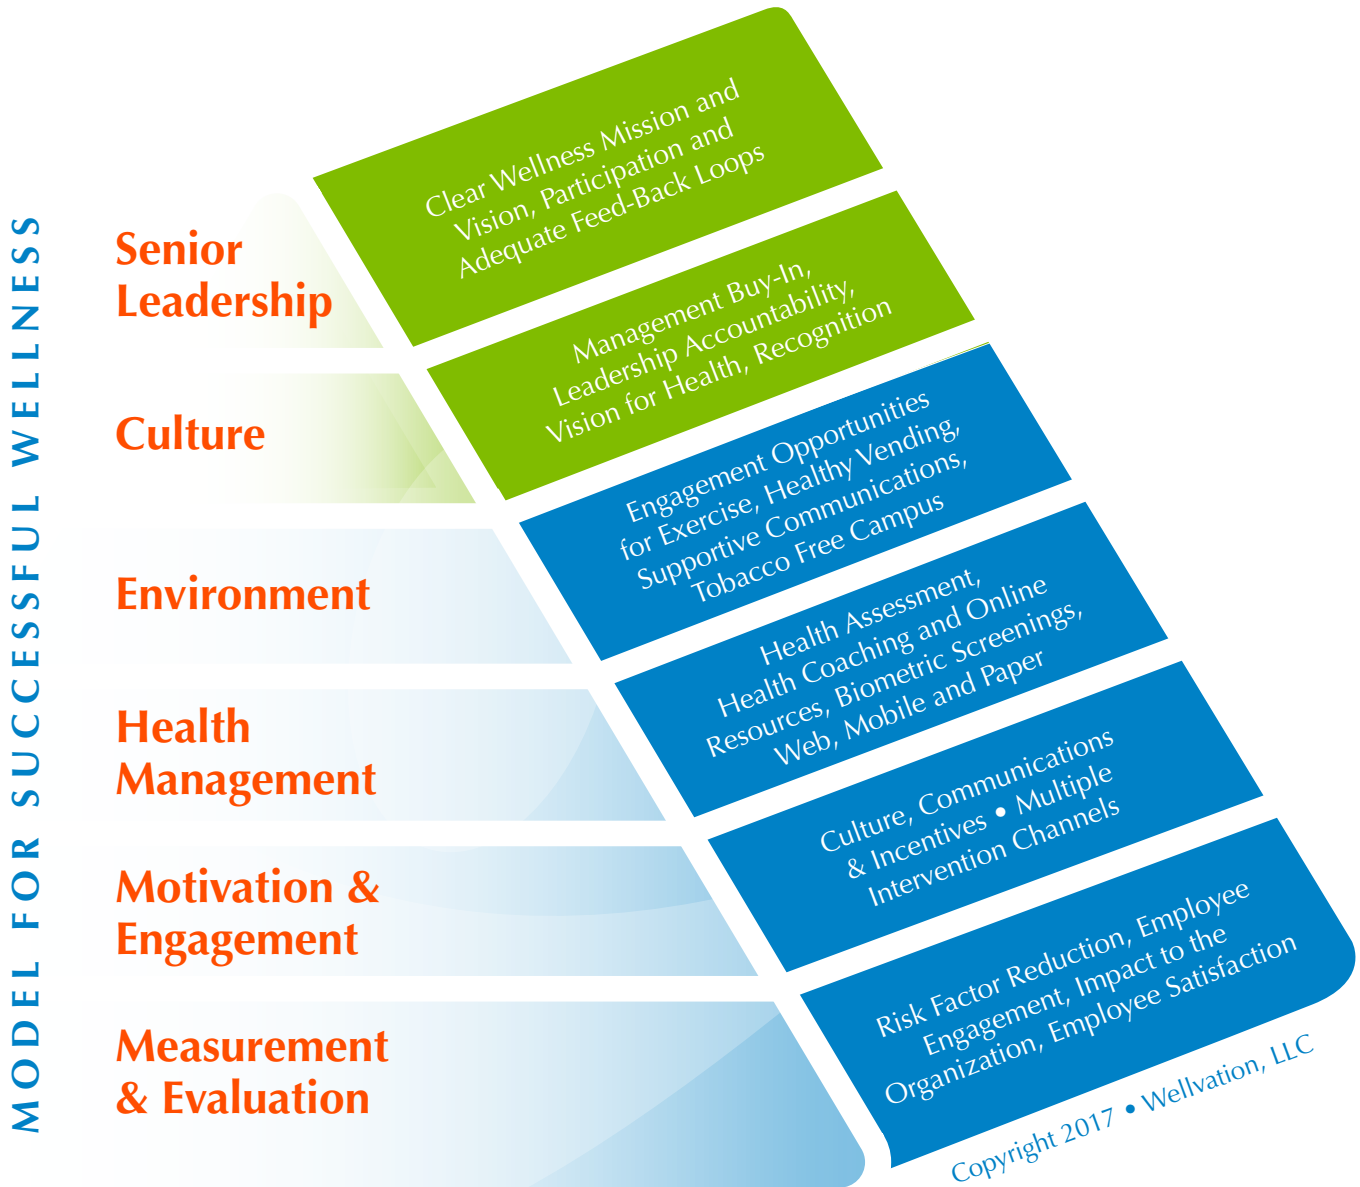 MODEL FOR SUCCESSFUL WELLNESS
Senior
Leadership
Clear Wellness Mission and
Vision, Participation and
Adequate Feed-Back Loops
Culture
Management Buy-In,
Leadership Accountability,
Vision for Health, Recognition
Environment
Engagement Opportunities
for Exercise, Healthy Vending,
Supportive Communications,
Tobacco Free Campus
Health
Management
Health Assessment,
Health Coaching and Online
Resources, Biometric Screenings,
Web, Mobile and Paper
Motivation &
Engagement
Culture, Communications
& Incentives • Multiple
Intervention Channels
Measurement
& Evaluation
Risk Factor Reduction, Employee
Engagement, Impact to the
Organization, Employee Satisfaction
Copyright 2017 • Wellvation, LLC